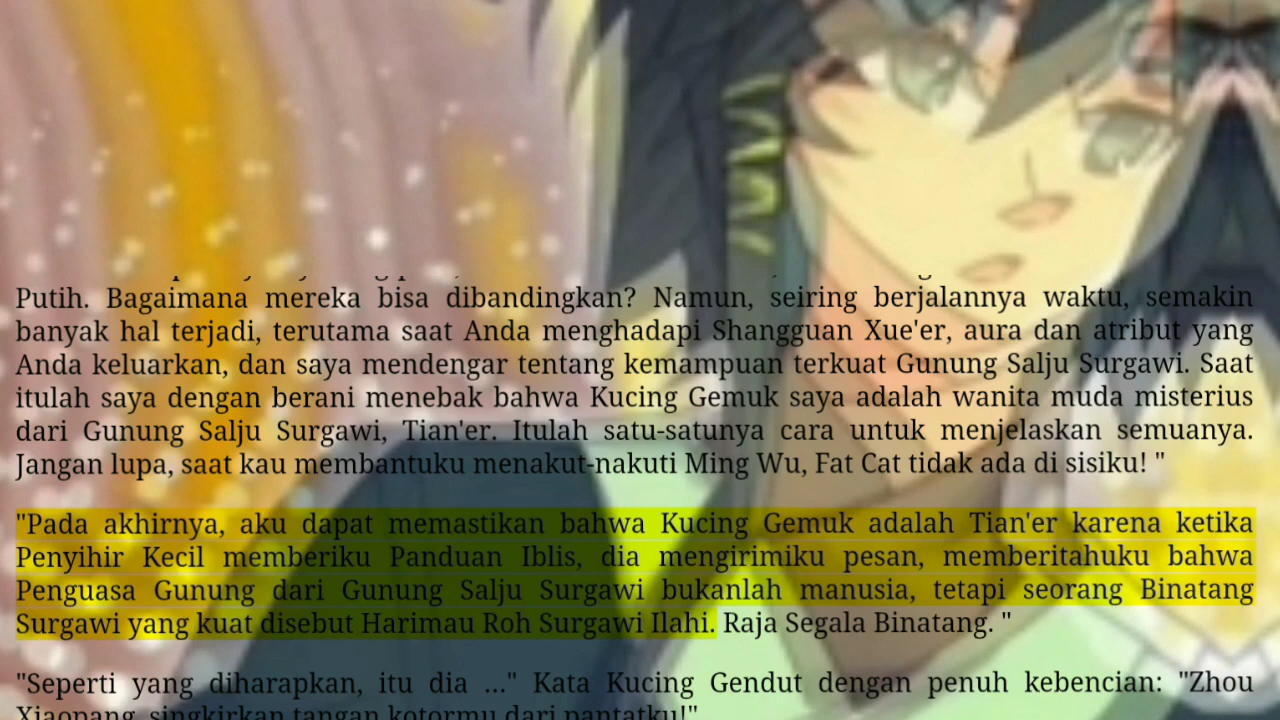 Putih. Bagaimana mereka bisa dibandingkan? Namun, seiring berjalannya waktu, semakin
banyak hal terjadi, terutama saat Anda menghadapi Shangguan Xue'er, aura dan atribut yang
Anda keluarkan, dan saya mendengar tentang kemampuan terkuat Gunung Salju Surgawi. Saat
itulah saya dengan berani menebak bahwa Kucing Gemuk saya adalah wanita muda misterius
dari Gunung Salju Surgawi, Tian'er. Itulah satu-satunya cara untuk menjelaskan semuanya.
Jangan lupa, saat kau membantuku menakut-nakuti Ming Wu, Fat Cat tidak ada di sisiku! "
"Pada akhirnya, aku dapat memastikan bahwa Kucing Gemuk adalah Tian'er karena ketika
Penyihir Kecil memberiku Panduan Iblis, dia mengirimiku pesan, memberitahuku bahwa
Penguasa Gunung dari Gunung Salju Surgawi bukanlah manusia, tetapi seorang Binatang
Surgawi yang kuat disebut Harimau Roh Surgawi Ilahi. Raja Segala Binatang. "
"Seperti yang diharapkan, itu dia ..." Kata Kucing Gendut dengan penuh kebencian: "Zhou
Xiaopang, singkirkan tangan kotormu dari pantatku!"